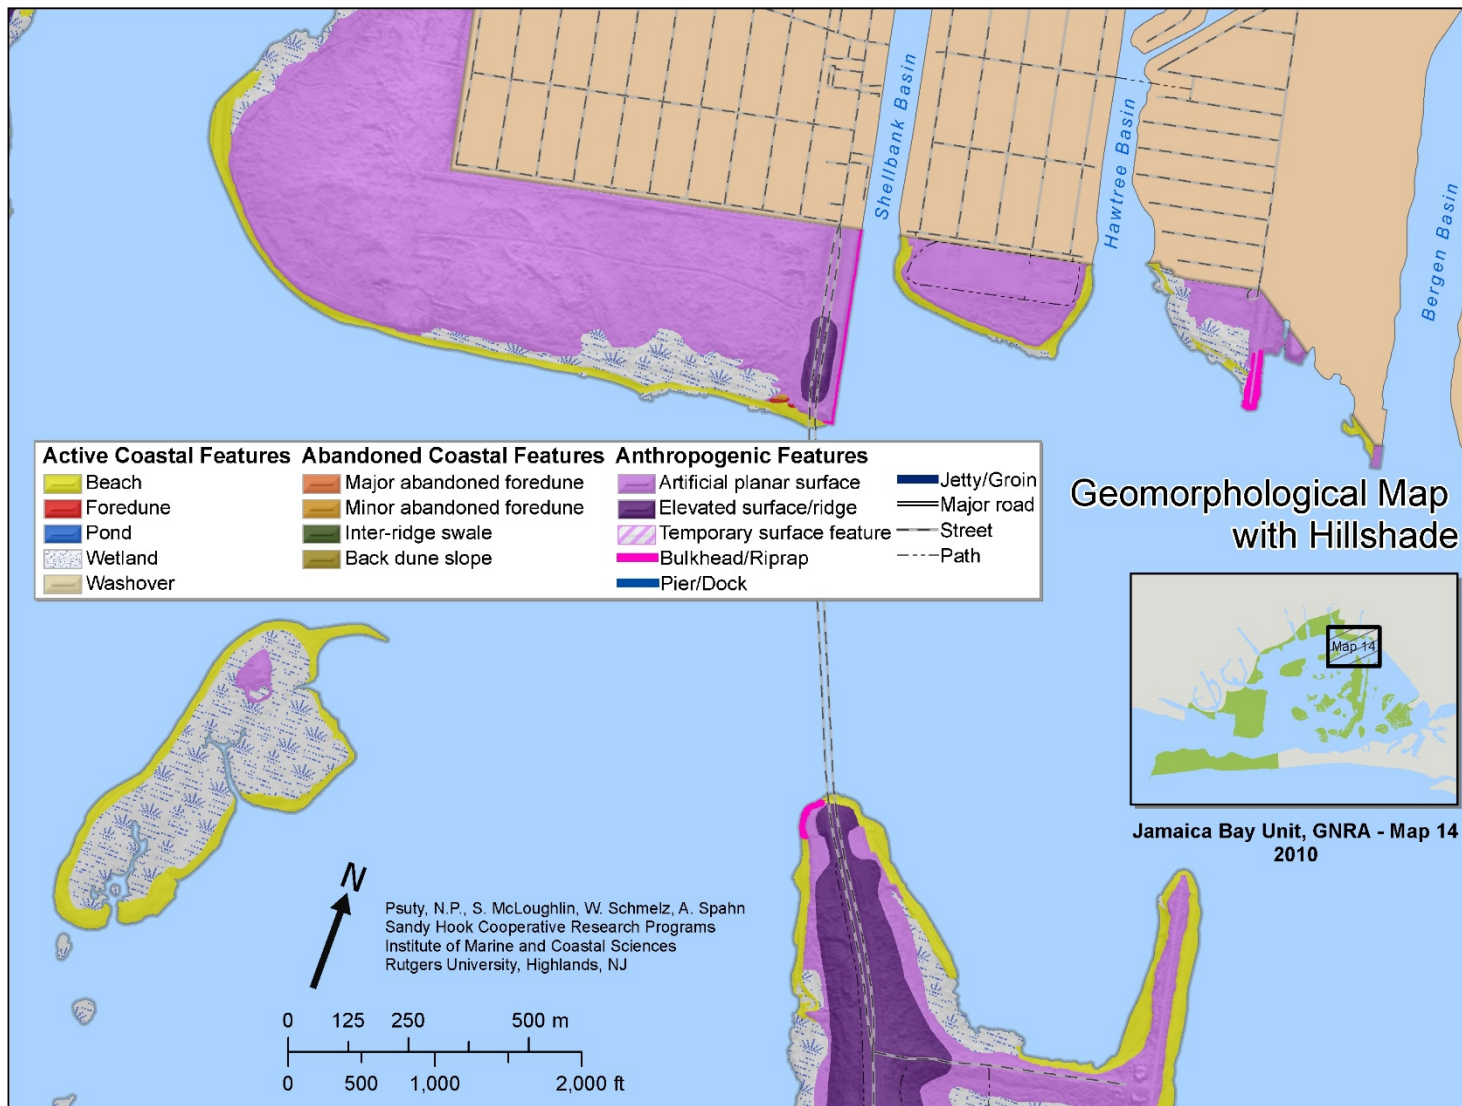 Shellbank Basin
Hawtree Basin
Bergen Basin
Active Coastal Features
Beach
Foredune
Pond
Wetland
Washover
Abandoned Coastal Features
Major abandoned foredune
Minor abandoned foredune
Inter-ridge swale
Back dune slope
Anthropogenic Features
Artificial planar surface
Elevated surface/ridge
Temporary surface feature
Bulkhead/Riprap
Pier/Dock
Jetty/Groin
Major road
Street
Path
Geomorphological Map
with Hillshade
Map 14
Jamaica Bay Unit, GNRA - Map 14
2010
N
Psuty, N.P., S. McLoughlin, W. Schmelz, A. Spahn
Sandy Hook Cooperative Research Programs
Institute of Marine and Coastal Sciences
Rutgers University, Highlands, NJ
0 125 250 500 m
0 500 1,000 2,000 ft